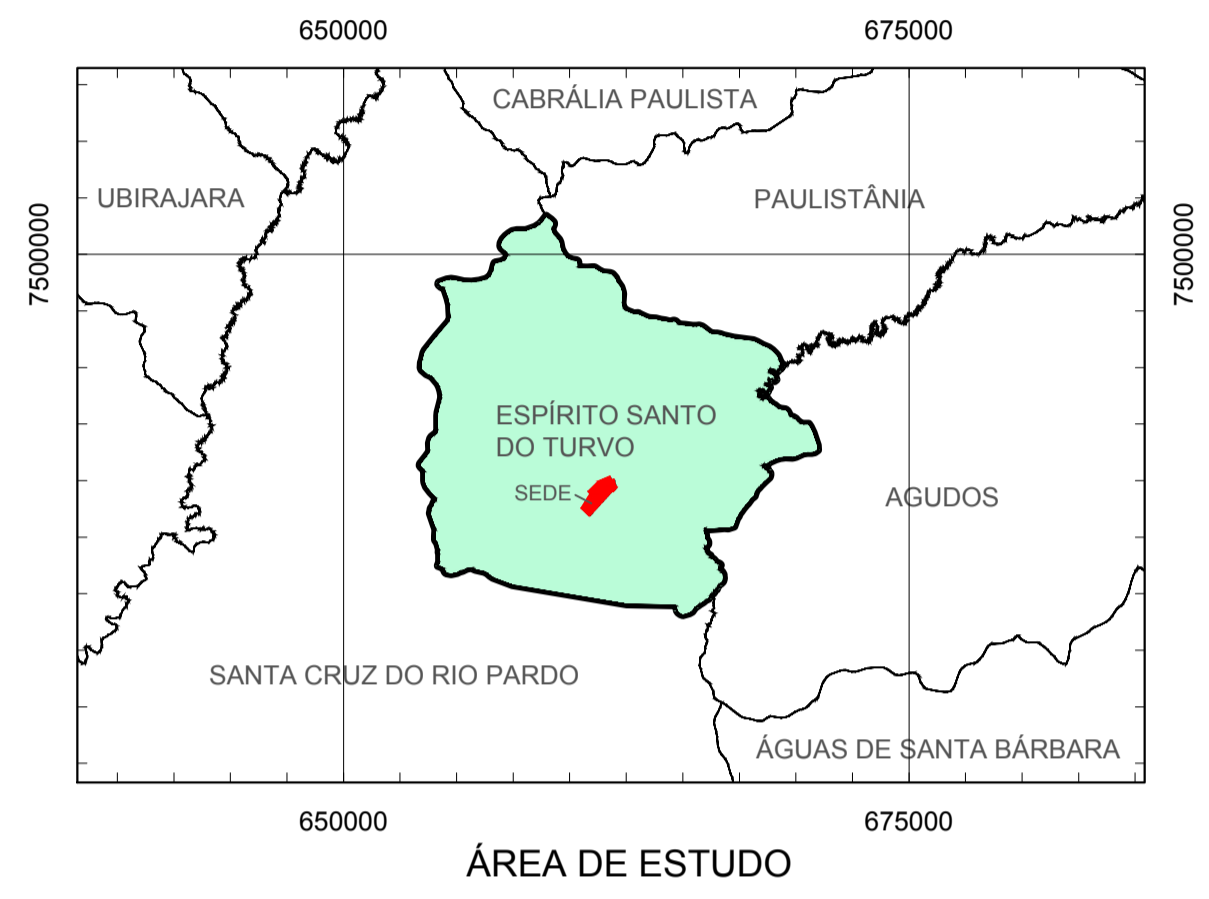 650000
675000
CABRÁLIA PAULISTA
UBIRAJARA
PAULISTÂNIA
7500000
7500000
ESPÍRITO SANTO
DO TURVO
SEDE
AGUDOS
SANTA CRUZ DO RIO PARDO
ÁGUAS DE SANTA BÁRBARA
650000
675000
ÁREA DE ESTUDO